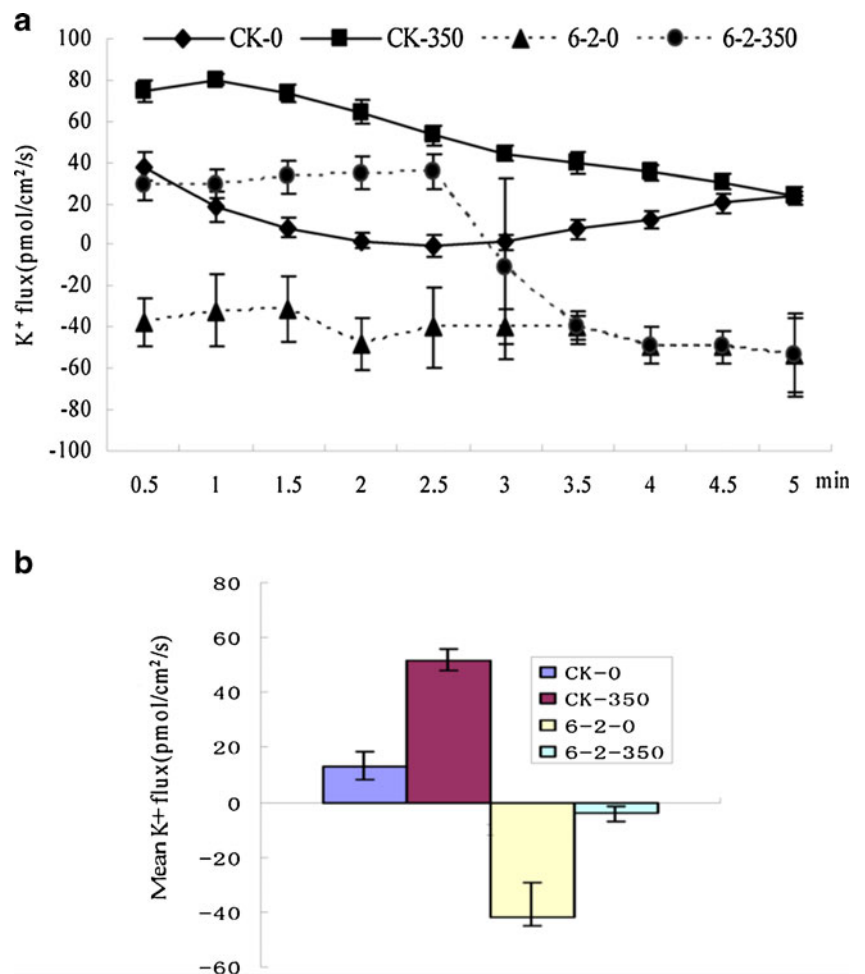 a
CK-0 CK-350 6-2-0 6-2-350
K⁺ flux(pmol/cm²/s)
100
80
60
40
20
0
-20
-40
-60
-80
-100
0.5 1 1.5 2 2.5 3 3.5 4 4.5 5 min
b
Mean K+flux(pmol/cm²/s)
80
60
40
20
0
-20
-40
-60
CK-0
CK-350
6-2-0
6-2-350